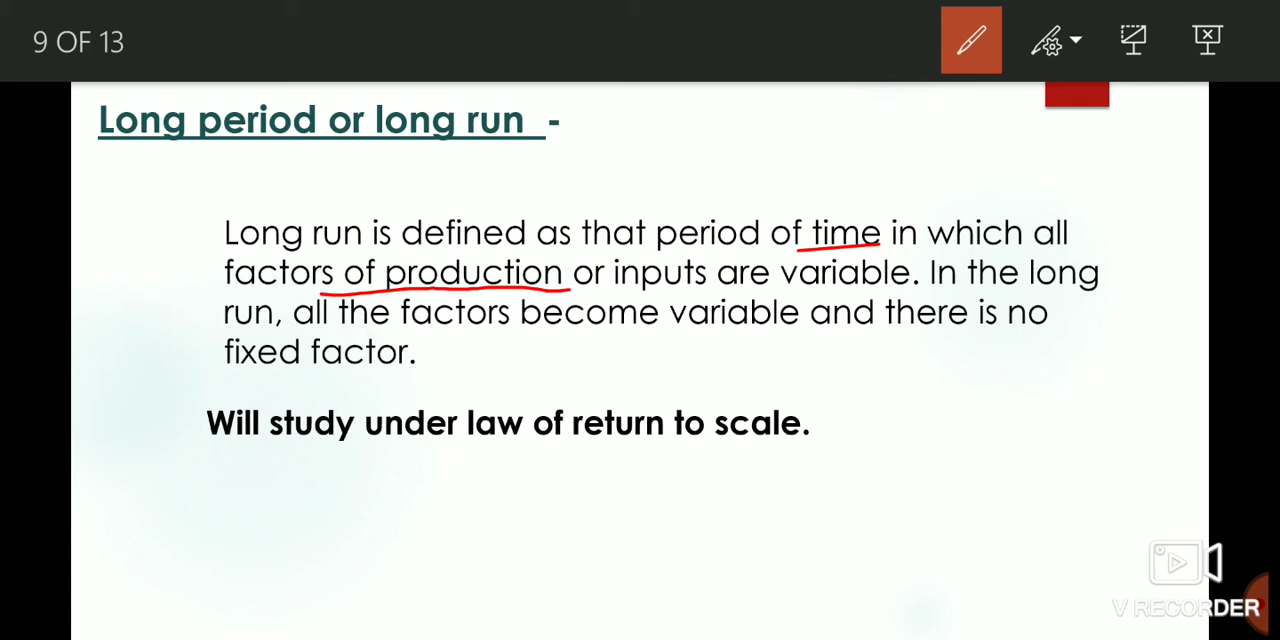 9 OF 13
Long period or long run -
Long run is defined as that period of time in which all
factors of production or inputs are variable. In the long
run, all the factors become variable and there is no
fixed factor.
Will study under law of return to scale.
V RECORDER